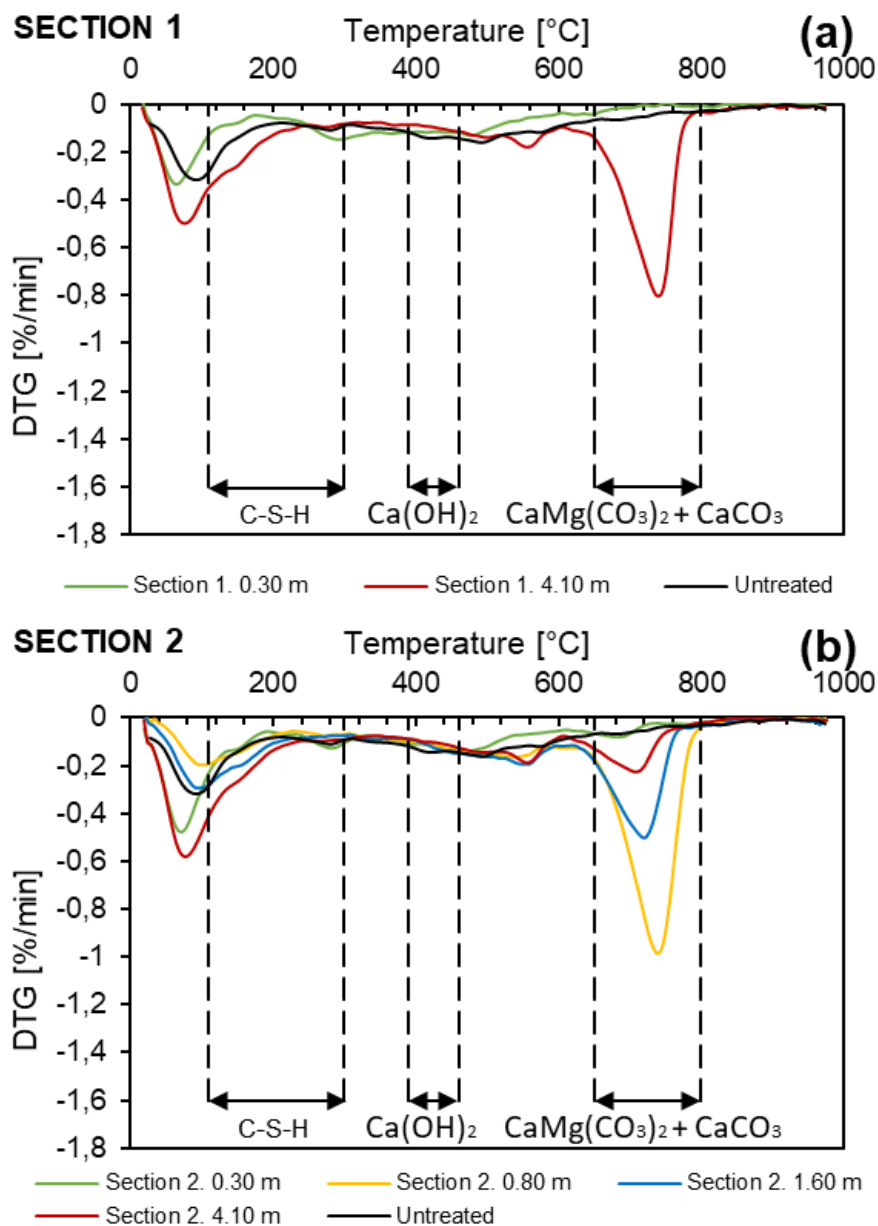 SECTION 1 Temperature [°C] (a)
0 200 400 600 800 1000
0
-0,2
-0,4
-0,6
-0,8
-1
-1,2
-1,4
-1,6
-1,8
DTG [%/min]
C-S-H Ca(OH)₂ CaMg(CO₃)₂ + CaCO₃
Section 1. 0.30 m Section 1. 4.10 m Untreated
SECTION 2 Temperature [°C] (b)
0 200 400 600 800 1000
0
-0,2
-0,4
-0,6
-0,8
-1
-1,2
-1,4
-1,6
-1,8
DTG [%/min]
C-S-H Ca(OH)₂ CaMg(CO₃)₂ + CaCO₃
Section 2. 0.30 m Section 2. 0.80 m Section 2. 1.60 m
Section 2. 4.10 m Untreated